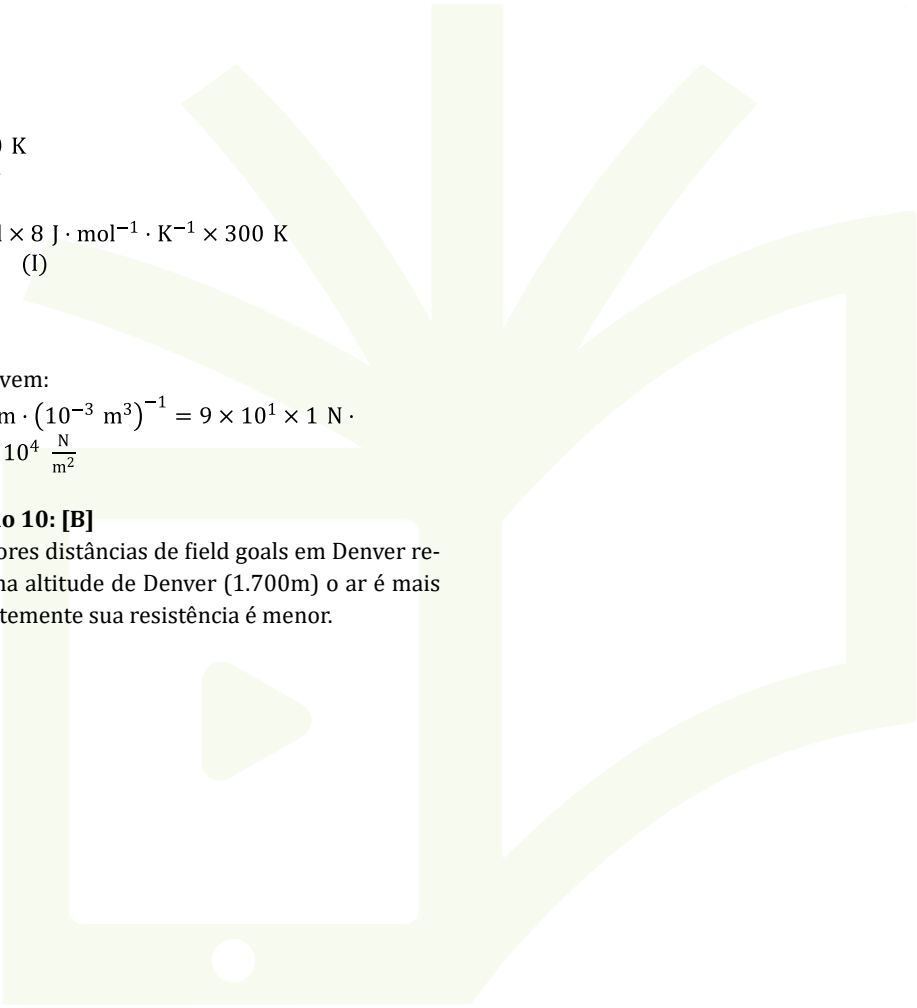 K
× 8 J · mol⁻¹ · K⁻¹ × 300 K
(I)
vem:
m · (10⁻³ m³)⁻¹ = 9 × 10¹ × 1 N ·
10⁴ N/m²
o 10: [B]
ores distâncias de field goals em Denver re-
na altitude de Denver (1.700m) o ar é mais
temente sua resistência é menor.